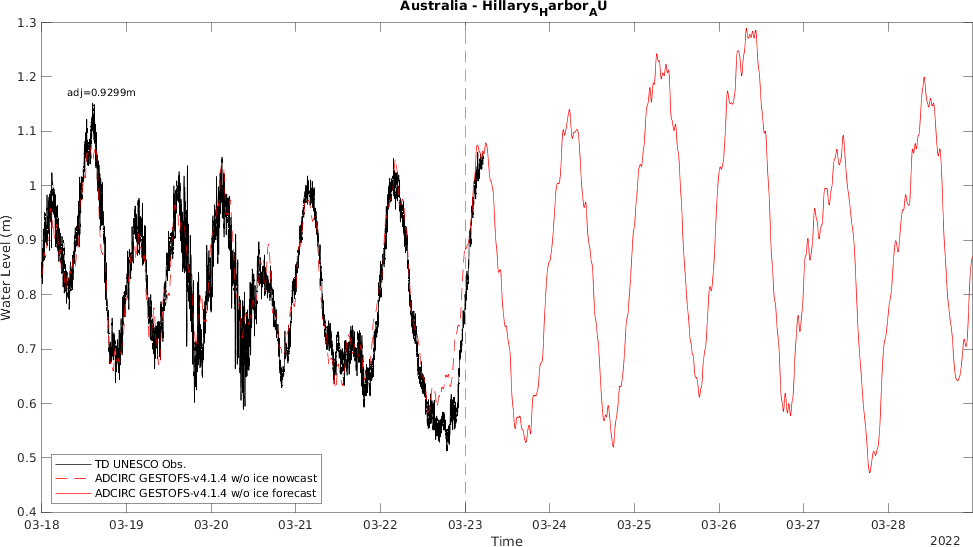 Australia - Hillarys_Harbor_AU
1.3
1.2
1.1
1
0.9
0.8
0.7
0.6
0.5
0.4
Water Level (m)
adj=0.9299m
TD UNESCO Obs.
ADCIRC GESTOFS-v4.1.4 w/o ice nowcast
ADCIRC GESTOFS-v4.1.4 w/o ice forecast
03-18 03-19 03-20 03-21 03-22 03-23 03-24 03-25 03-26 03-27 03-28
Time
2022